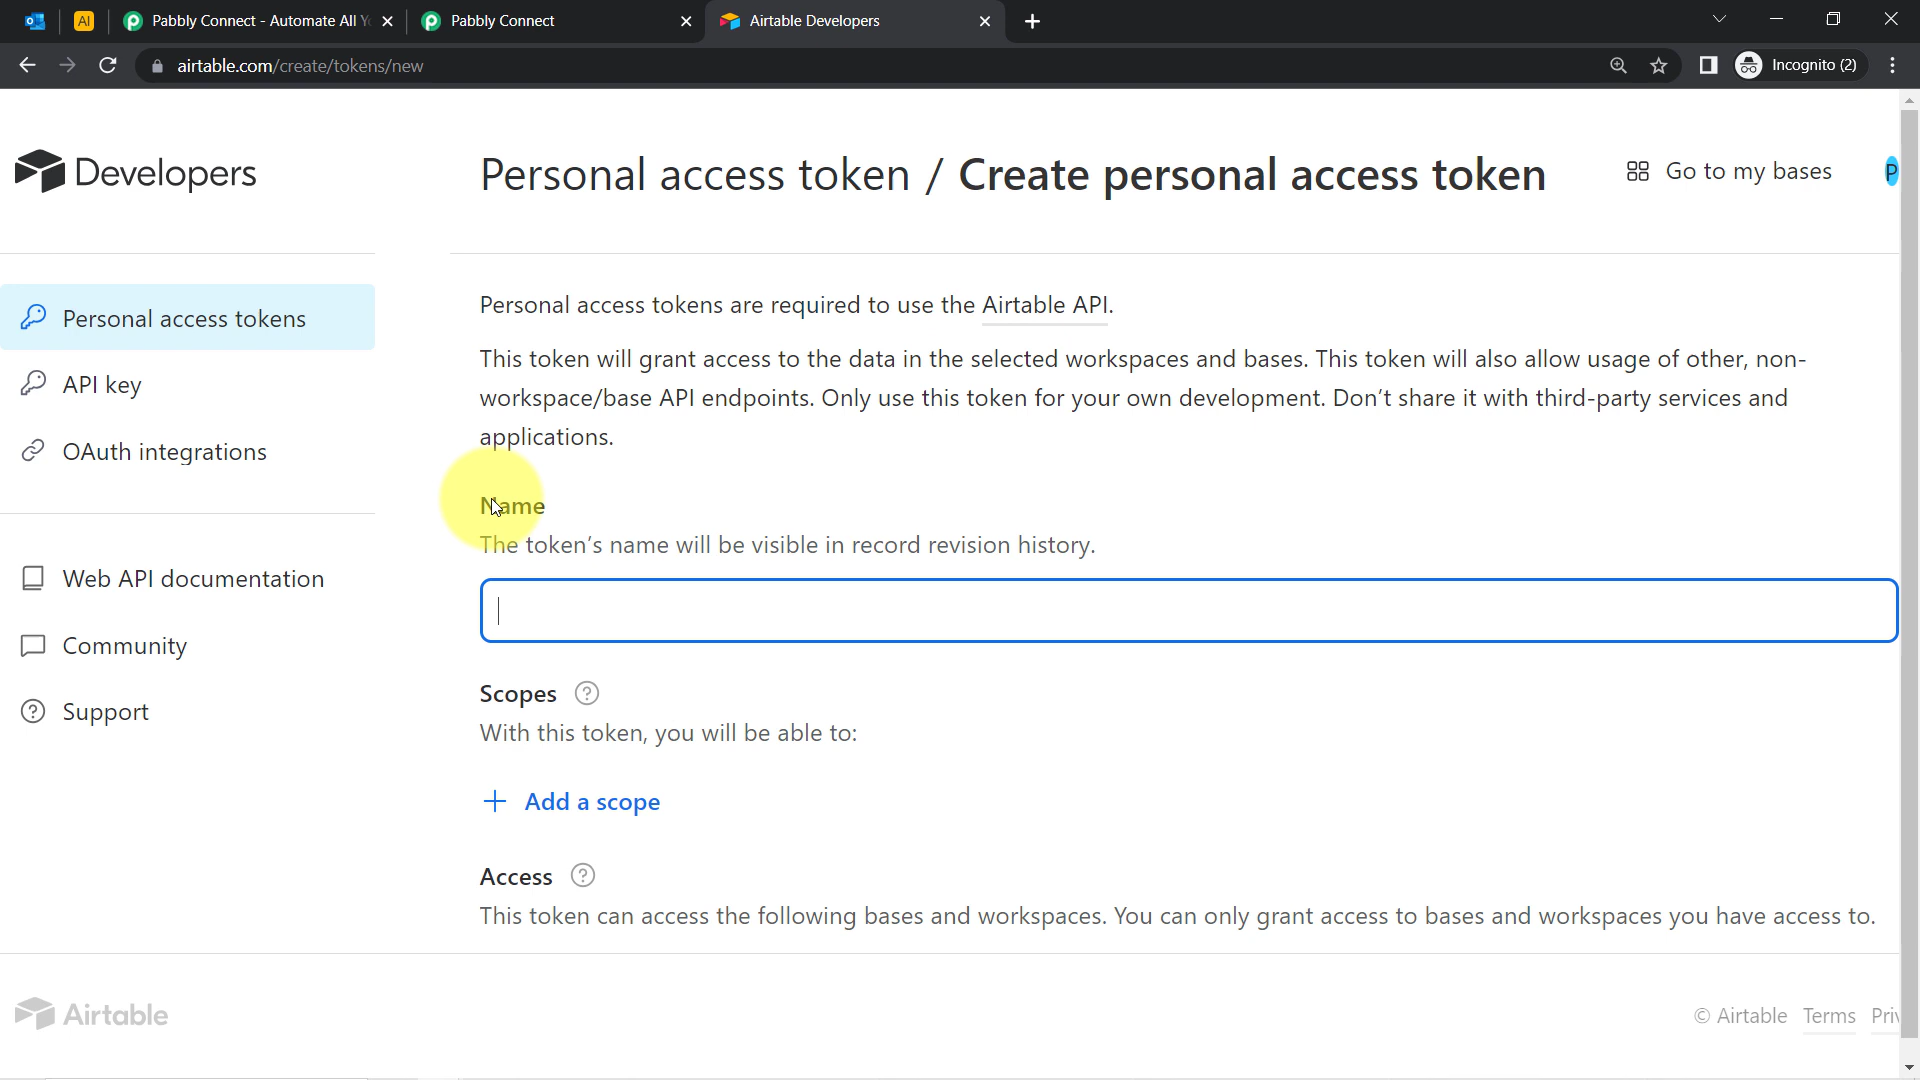 AI
Pabbly Connect - Automate All Y
Pabbly Connect
Airtable Developers
airtable.com/create/tokens/new
Incognito (2)
Developers
Personal access token / Create personal access token
Go to my bases
P
Personal access tokens
API key
OAuth integrations
Web API documentation
Community
Support
Personal access tokens are required to use the Airtable API.
This token will grant access to the data in the selected workspaces and bases. This token will also allow usage of other, non-
workspace/base API endpoints. Only use this token for your own development. Don’t share it with third-party services and
applications.
Name
The token’s name will be visible in record revision history.
Scopes ?
With this token, you will be able to:
+ Add a scope
Access ?
This token can access the following bases and workspaces. You can only grant access to bases and workspaces you have access to.
Airtable
© Airtable Terms Priv